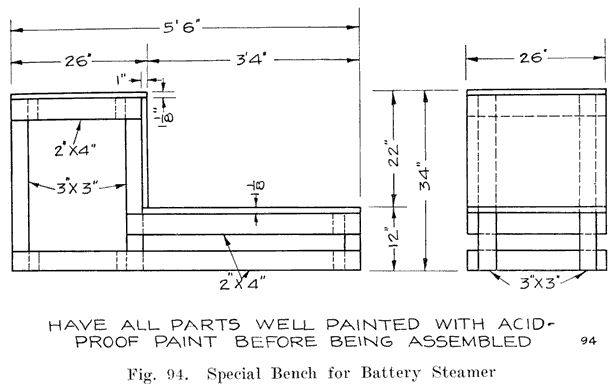 5'6"
26"
3'4"
26"
1"
1 1/8"
2"X4"
3"X3"
1/8
22"
34"
12"
2"X4"
3"X3"
HAVE ALL PARTS WELL PAINTED WITH ACID-
PROOF PAINT BEFORE BEING ASSEMBLED 94
Fig. 94. Special Bench for Battery Steamer